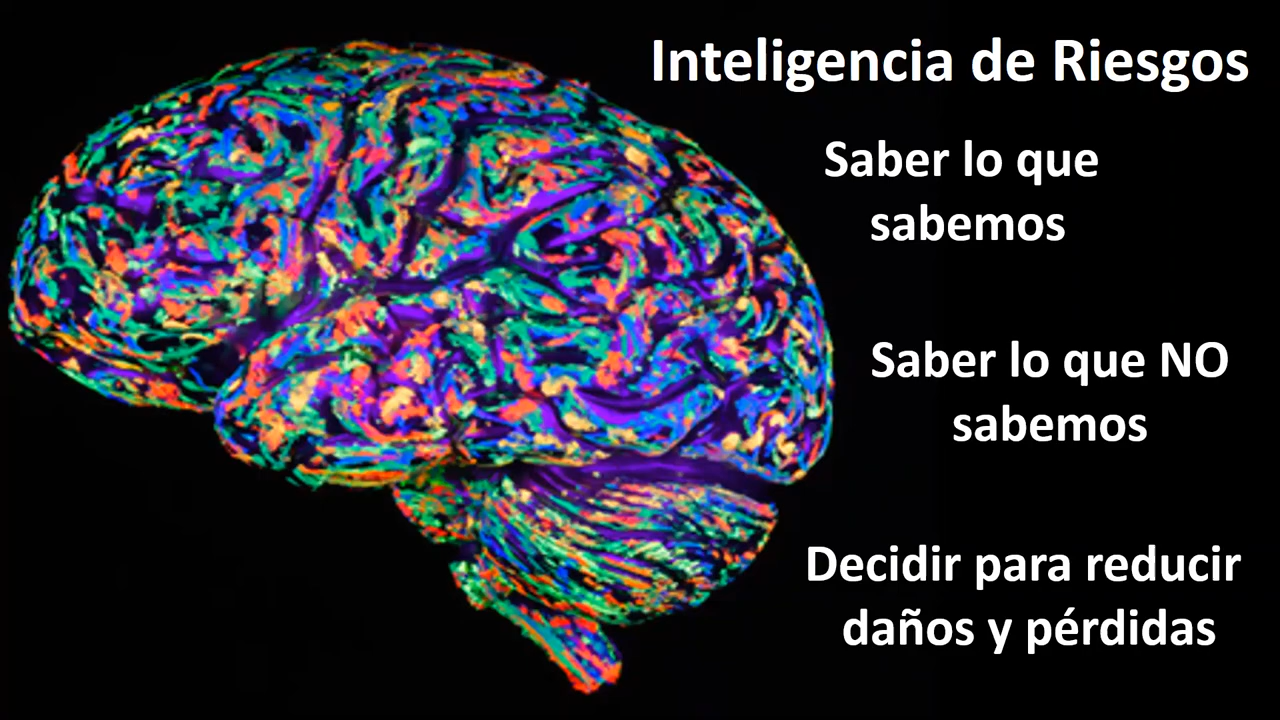 Inteligencia de Riesgos
Saber lo que
sabemos
Saber lo que NO
sabemos
Decidir para reducir
daños y pérdidas